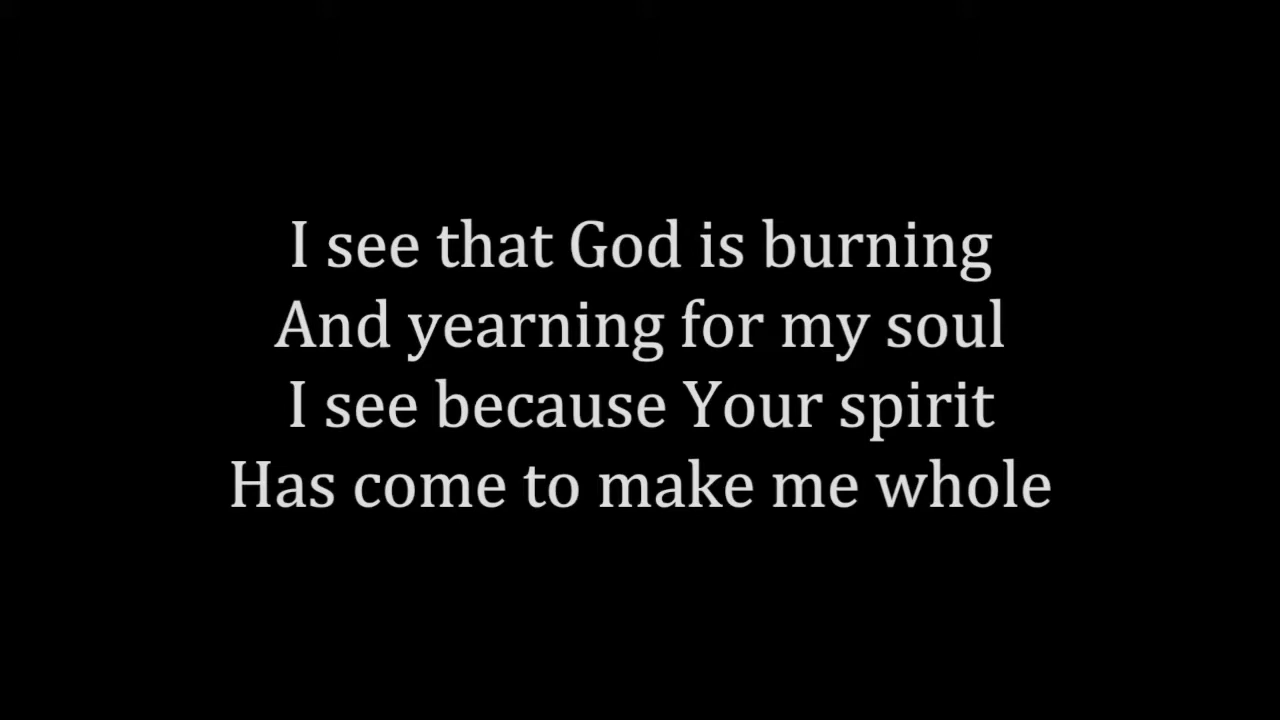 I see that God is burning
And yearning for my soul
I see because Your spirit
Has come to make me whole